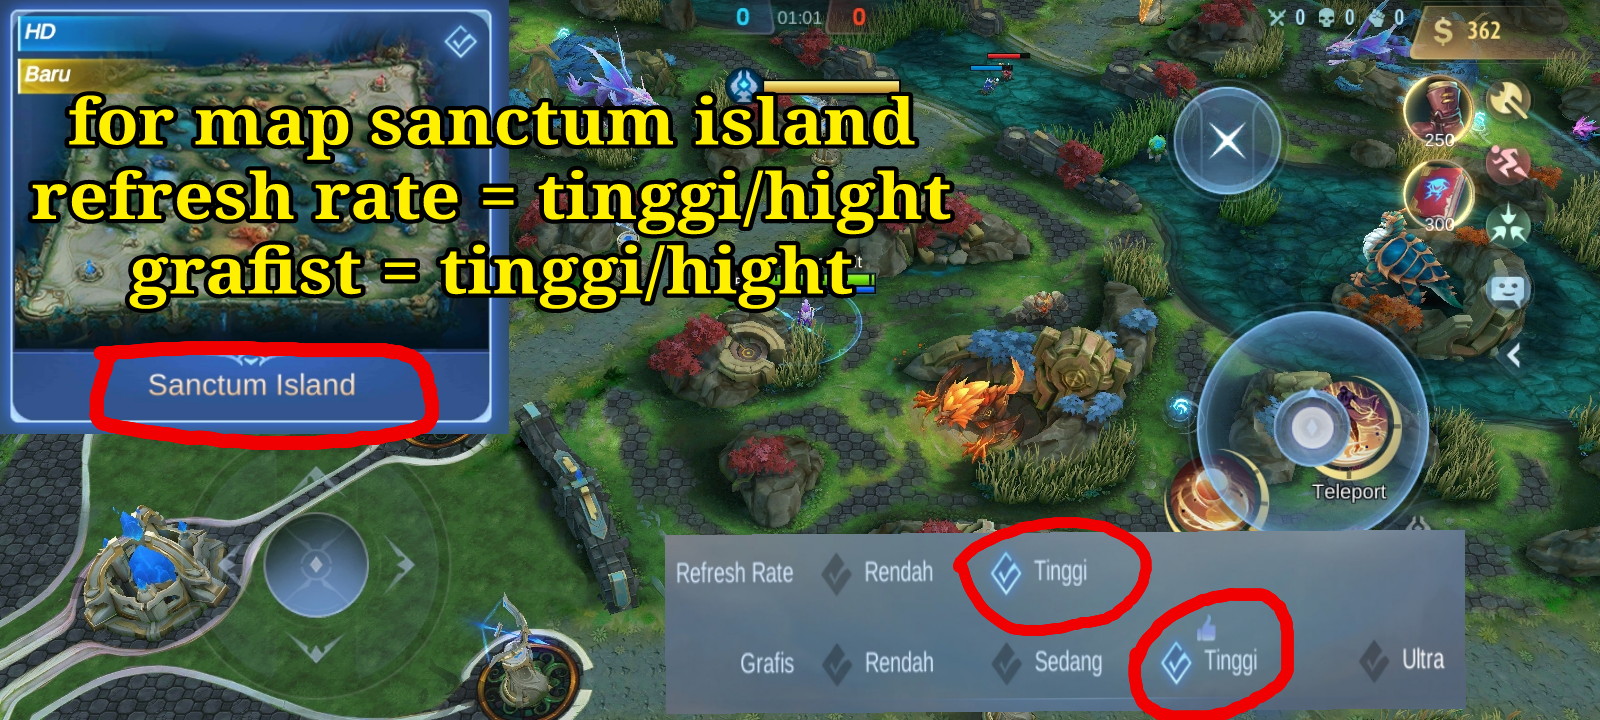 HD
Baru
for map sanctum island
refresh rate = tinggi/hight
grafist = tinggi/hight
Sanctum Island
0 01:01 0
0 0 0
$ 362
250
300
Teleport
Refresh Rate Rendah Tinggi
Grafis Rendah Sedang Tinggi Ultra